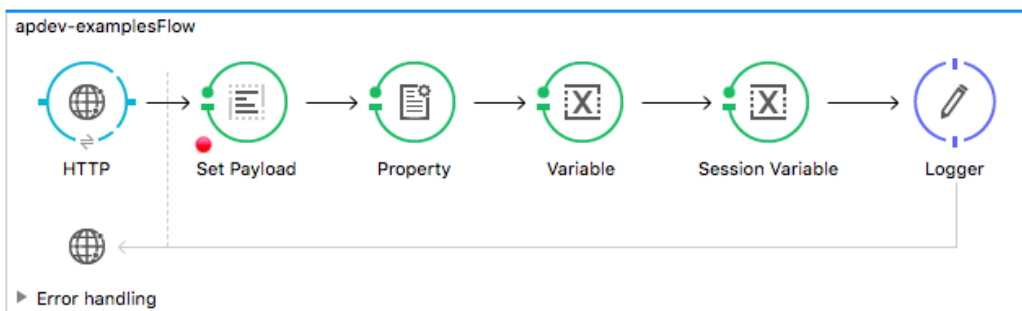 apdev-examplesFlow
HTTP
Set Payload
Property
Variable
Session Variable
Logger
Error handling